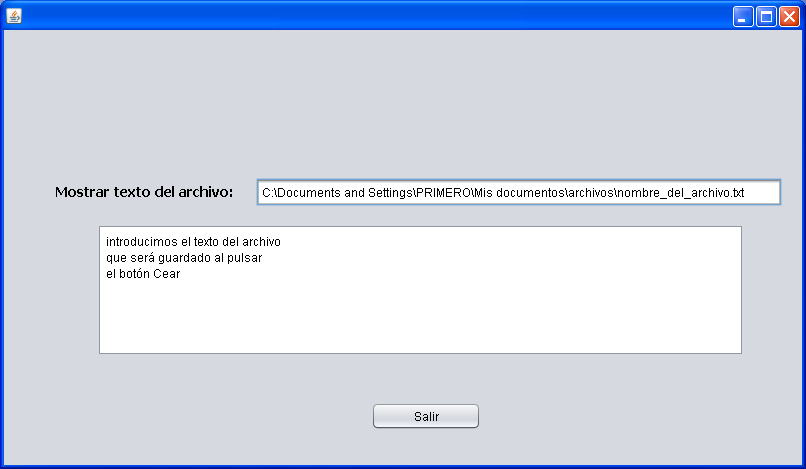 Mostrar texto del archivo:
C:\Documents and Settings\PRIMERO\Mis documentos\archivos\nombre_del_archivo.txt
introducimos el texto del archivo
que será guardado al pulsar
el botón Cear
Salir